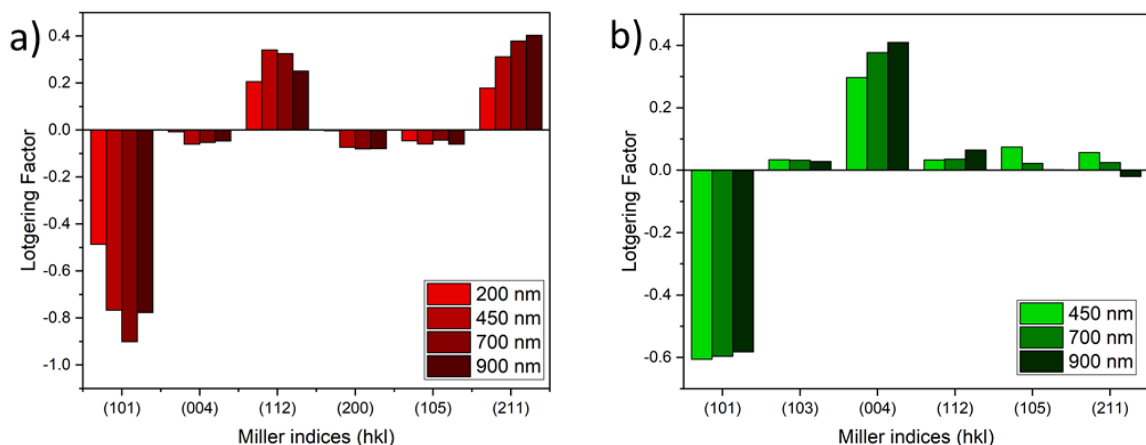 a)
0.4
0.2
0.0
-0.2
-0.4
-0.6
-0.8
-1.0
Lotgering Factor
200 nm
450 nm
700 nm
900 nm
(101) (004) (112) (200) (105) (211)
Miller indices (hkl)
b)
0.4
0.2
0.0
-0.2
-0.4
-0.6
Lotgering Factor
450 nm
700 nm
900 nm
(101) (103) (004) (112) (105) (211)
Miller indices (hkl)